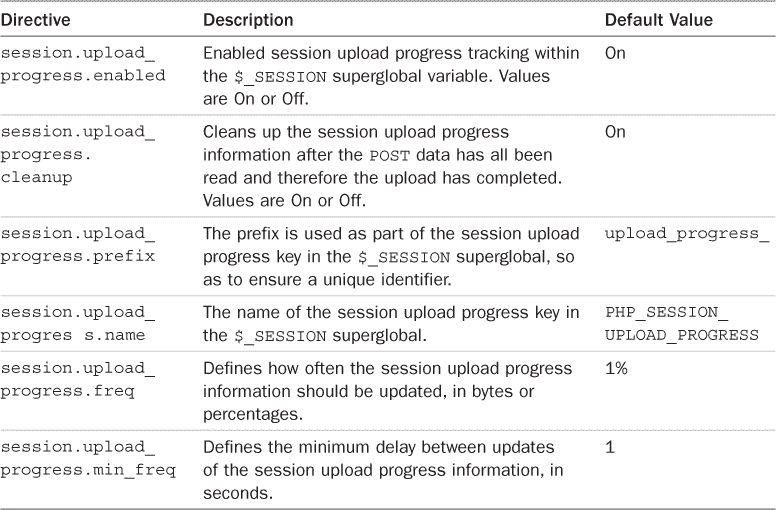 Directive Description Default Value
session.upload_ Enabled session upload progress tracking within On
progress.enabled the $_SESSION superglobal variable. Values
are On or Off.
session.upload_ Cleans up the session upload progress On
progress. information after the POST data has all been
cleanup read and therefore the upload has completed.
Values are On or Off.
session.upload_ The prefix is used as part of the session upload upload_progress_
progress.prefix progress key in the $_SESSION superglobal, so
as to ensure a unique identifier.
session.upload_ The name of the session upload progress key in PHP_SESSION_
progres s.name the $_SESSION superglobal. UPLOAD_PROGRESS
session.upload_ Defines how often the session upload progress 1%
progress.freq information should be updated, in bytes or
percentages.
session.upload_ Defines the minimum delay between updates 1
progress.min_freq of the session upload progress information, in
seconds.